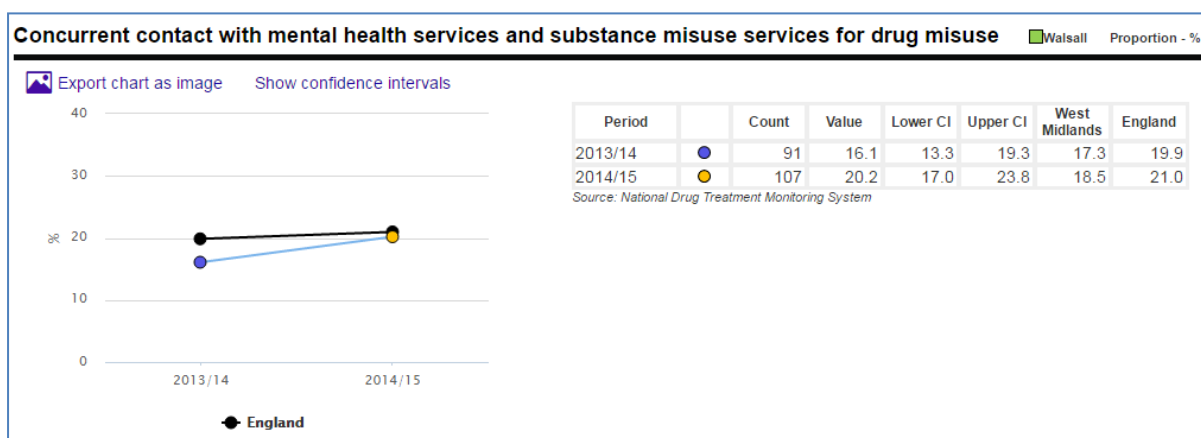 Concurrent contact with mental health services and substance misuse services for drug misuse Walsall Proportion - %
Export chart as image Show confidence intervals
40
30
20
10
0
%
2013/14 2014/15
England
Period Count Value Lower CI Upper CI West Midlands England
2013/14 91 16.1 13.3 19.3 17.3 19.9
2014/15 107 20.2 17.0 23.8 18.5 21.0
Source: National Drug Treatment Monitoring System